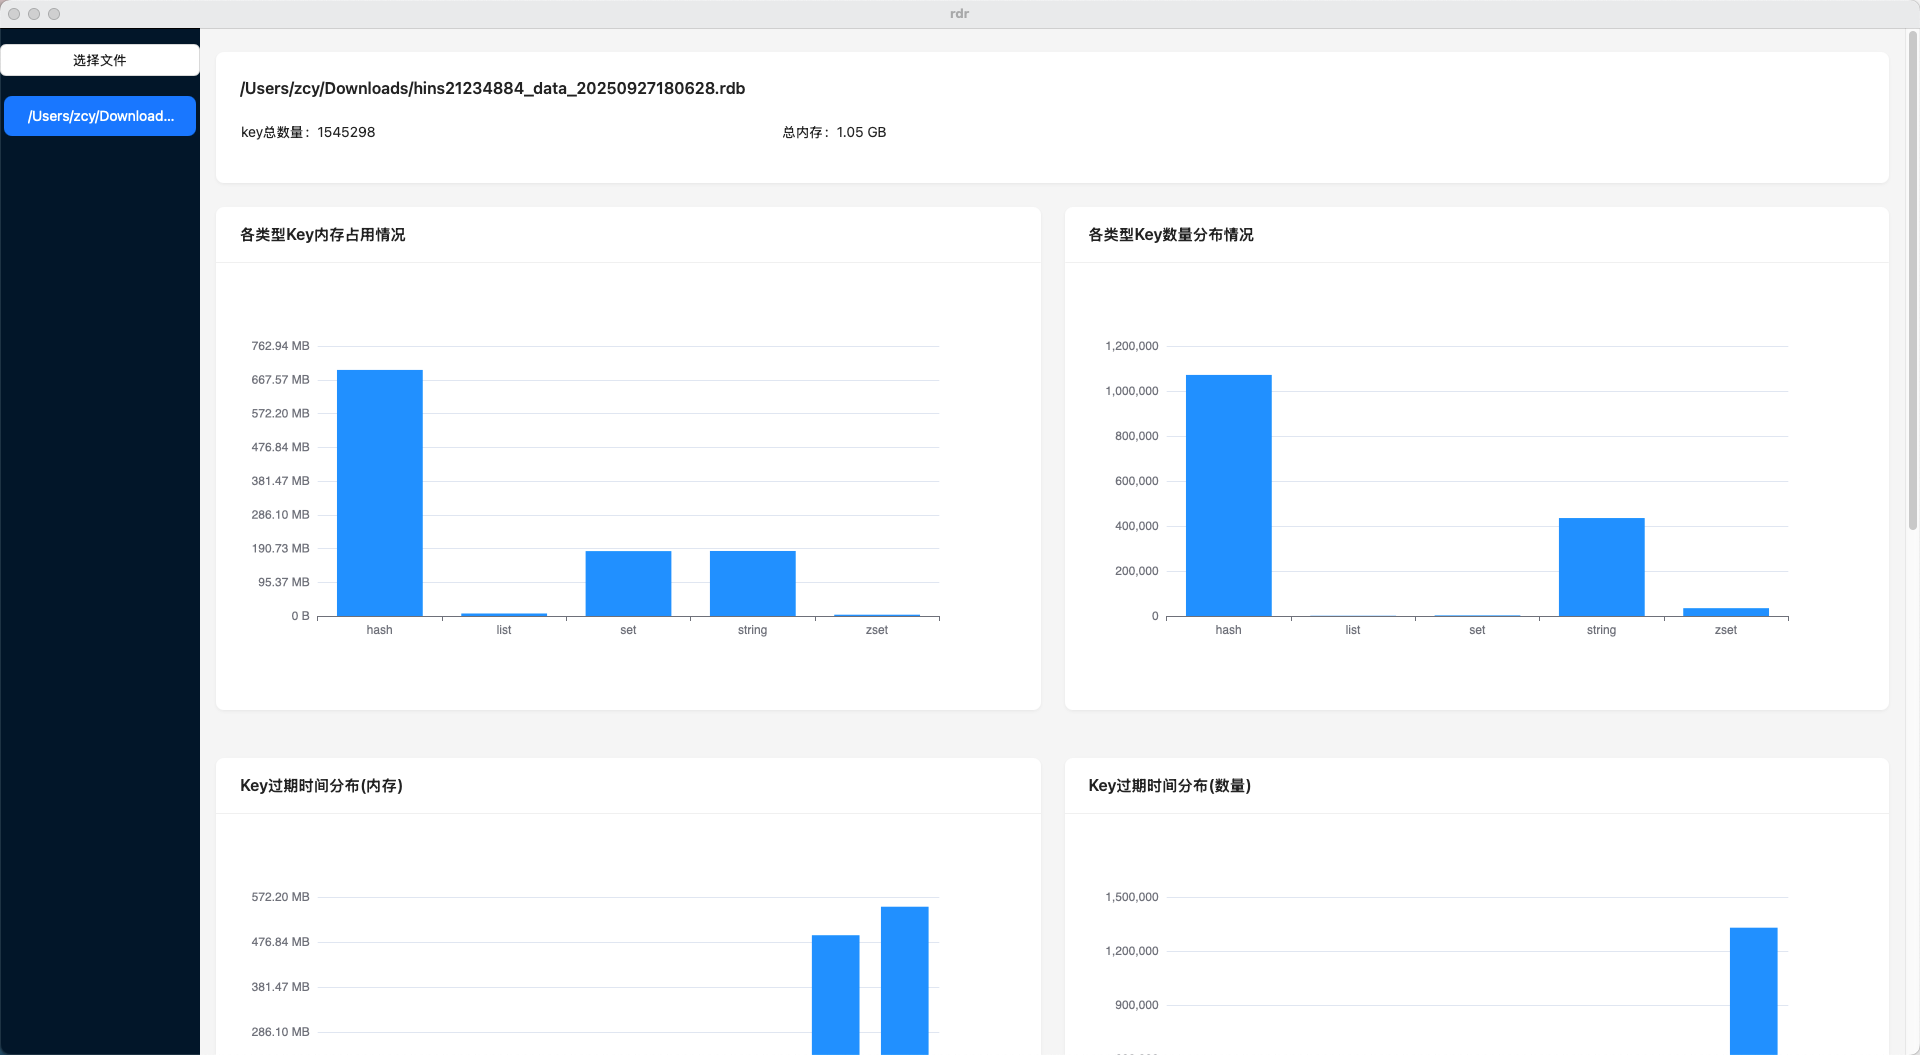 rdr
选择文件
/Users/zcy/Download...
/Users/zcy/Downloads/hins21234884_data_20250927180628.rdb
key总数量：1545298
总内存：1.05 GB
各类型Key内存占用情况
762.94 MB
667.57 MB
572.20 MB
476.84 MB
381.47 MB
286.10 MB
190.73 MB
95.37 MB
0 B
hash list set string zset
各类型Key数量分布情况
1,200,000
1,000,000
800,000
600,000
400,000
200,000
0
hash list set string zset
Key过期时间分布(内存)
572.20 MB
476.84 MB
381.47 MB
286.10 MB
Key过期时间分布(数量)
1,500,000
1,200,000
900,000